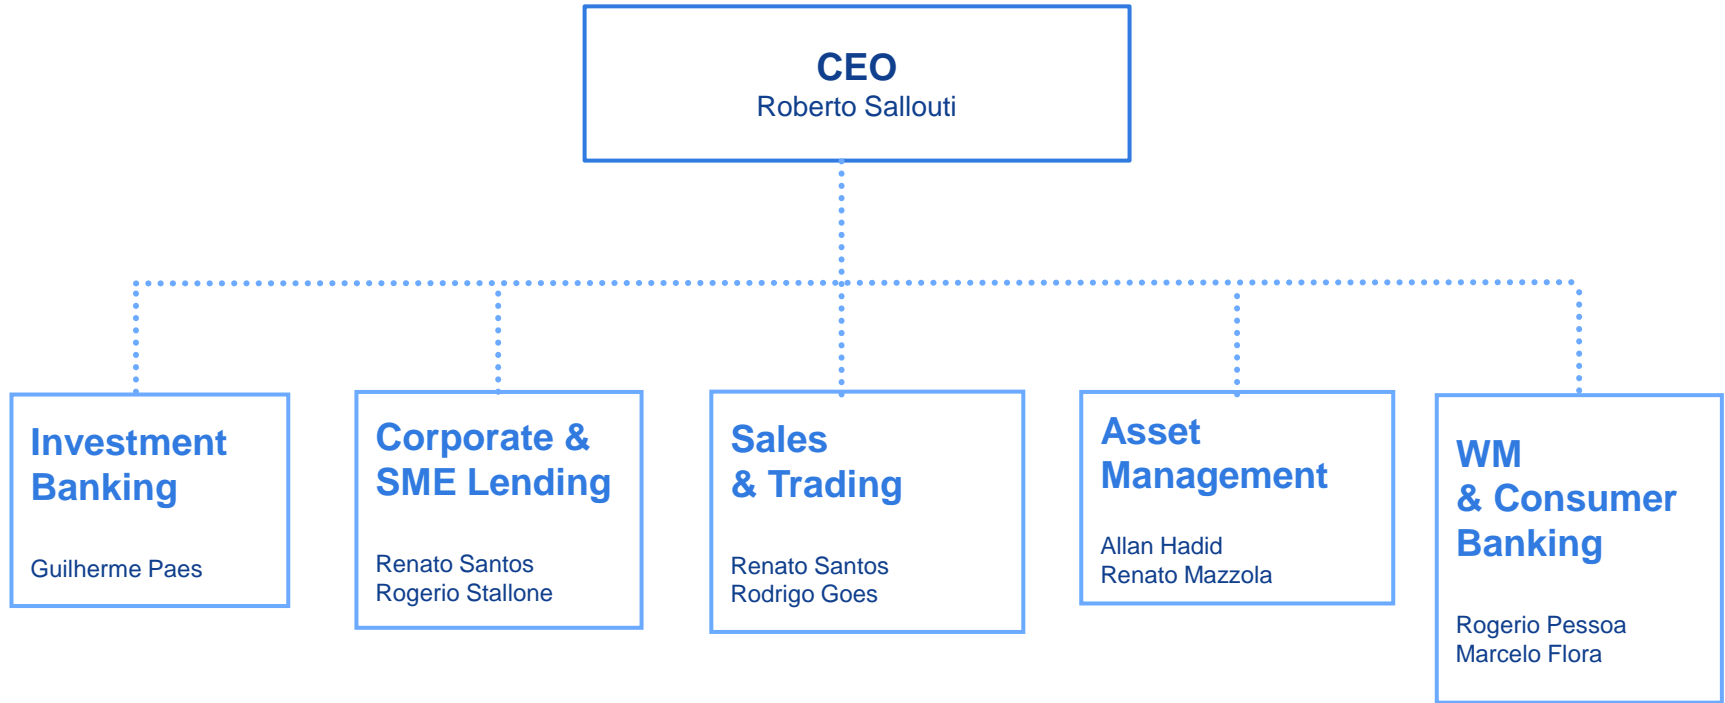 CEO
Roberto Sallouti
Investment
Banking
Guilherme Paes
Corporate &
SME Lending
Renato Santos
Rogerio Stallone
Sales
& Trading
Renato Santos
Rodrigo Goes
Asset
Management
Allan Hadid
Renato Mazzola
WM
& Consumer
Banking
Rogerio Pessoa
Marcelo Flora